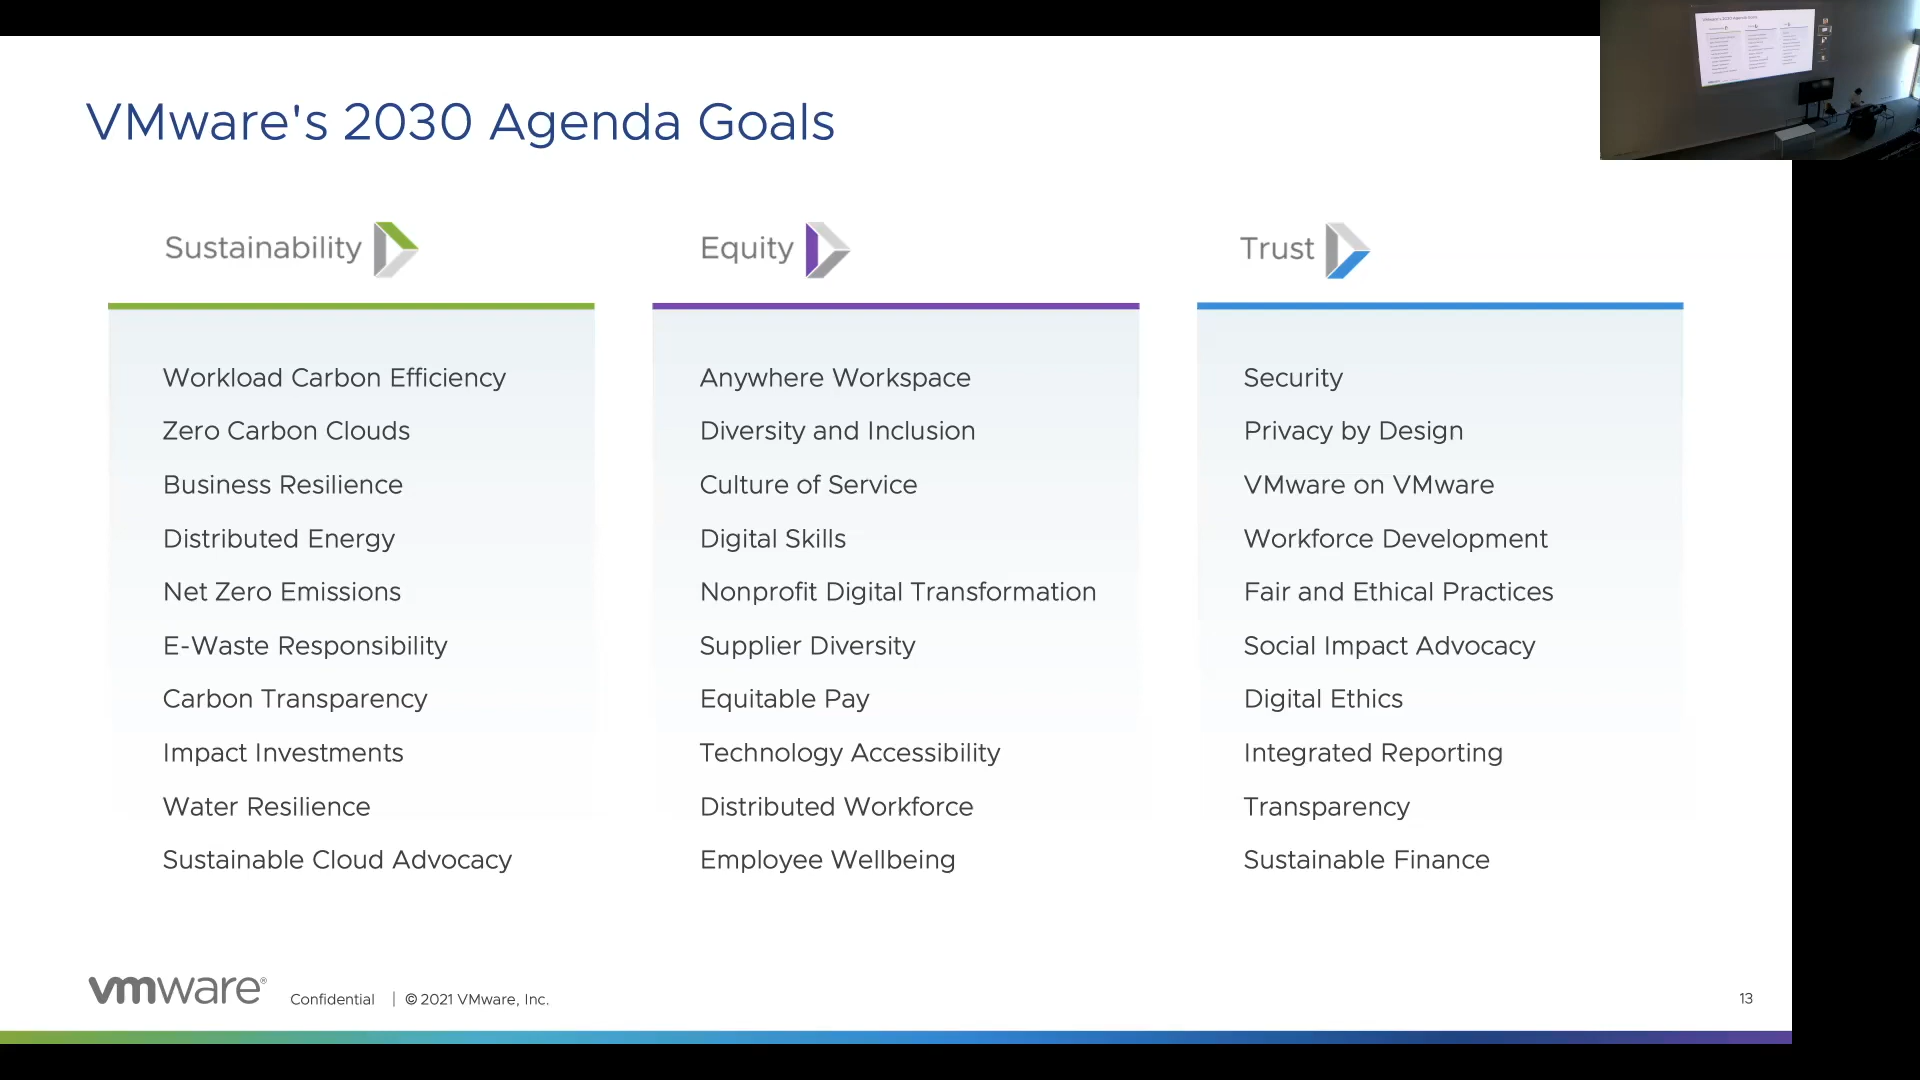 VMware's 2030 Agenda Goals
Sustainability
Workload Carbon Efficiency
Zero Carbon Clouds
Business Resilience
Distributed Energy
Net Zero Emissions
E-Waste Responsibility
Carbon Transparency
Impact Investments
Water Resilience
Sustainable Cloud Advocacy
Equity
Anywhere Workspace
Diversity and Inclusion
Culture of Service
Digital Skills
Nonprofit Digital Transformation
Supplier Diversity
Equitable Pay
Technology Accessibility
Distributed Workforce
Employee Wellbeing
Trust
Security
Privacy by Design
VMware on VMware
Workforce Development
Fair and Ethical Practices
Social Impact Advocacy
Digital Ethics
Integrated Reporting
Transparency
Sustainable Finance
vmware® Confidential | © 2021 VMware, Inc. 13